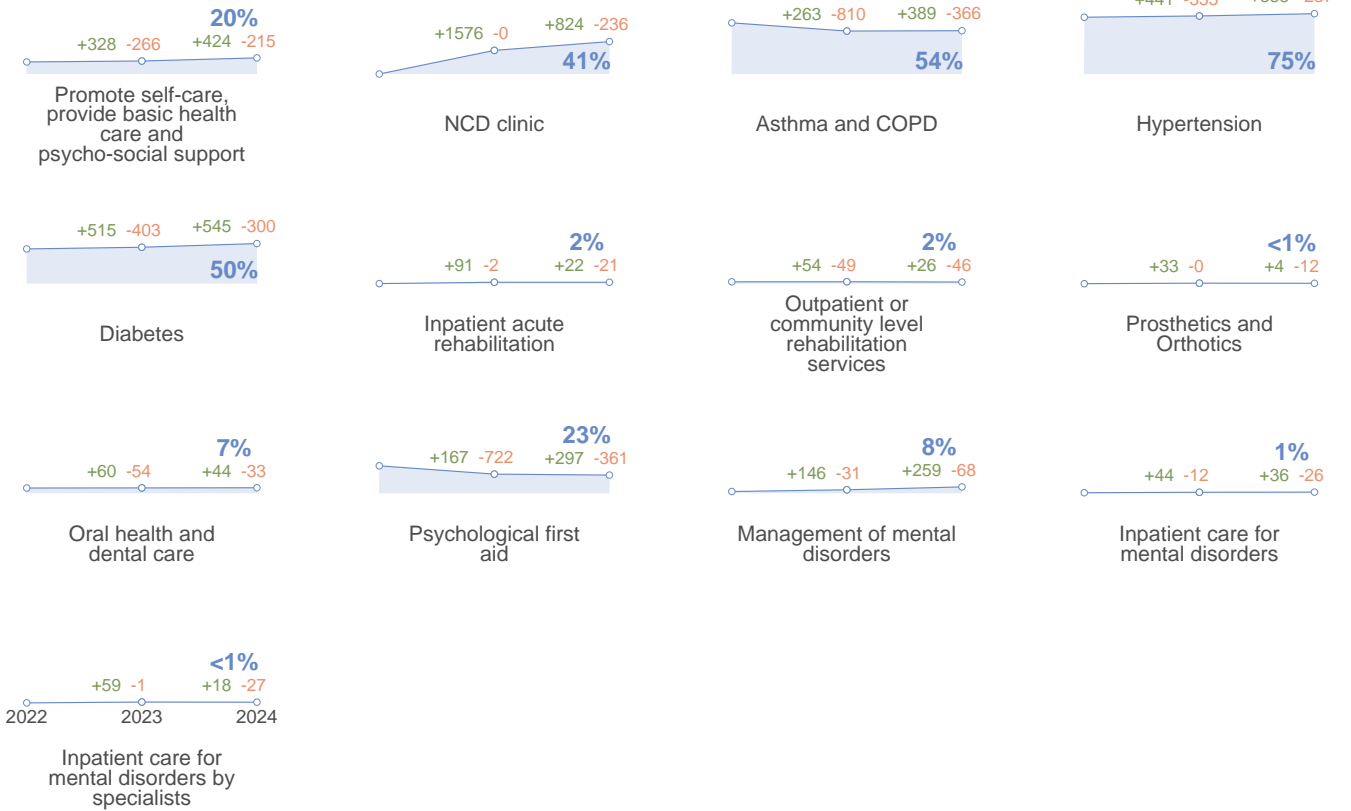 20%
+328 -266 +424 -215
Promote self-care,
provide basic health
care and
psycho-social support
+1576 -0 +824 -236
41%
NCD clinic
+263 -810 +389 -366
54%
Asthma and COPD
75%
Hypertension
+515 -403 +545 -300
50%
Diabetes
2%
+91 -2 +22 -21
Inpatient acute
rehabilitation
2%
+54 -49 +26 -46
Outpatient or
community level
rehabilitation
services
<1%
+33 -0 +4 -12
Prosthetics and
Orthotics
7%
+60 -54 +44 -33
Oral health and
dental care
23%
+167 -722 +297 -361
Psychological first
aid
8%
+146 -31 +259 -68
Management of mental
disorders
1%
+44 -12 +36 -26
Inpatient care for
mental disorders
<1%
+59 -1 +18 -27
2022 2023 2024
Inpatient care for
mental disorders by
specialists